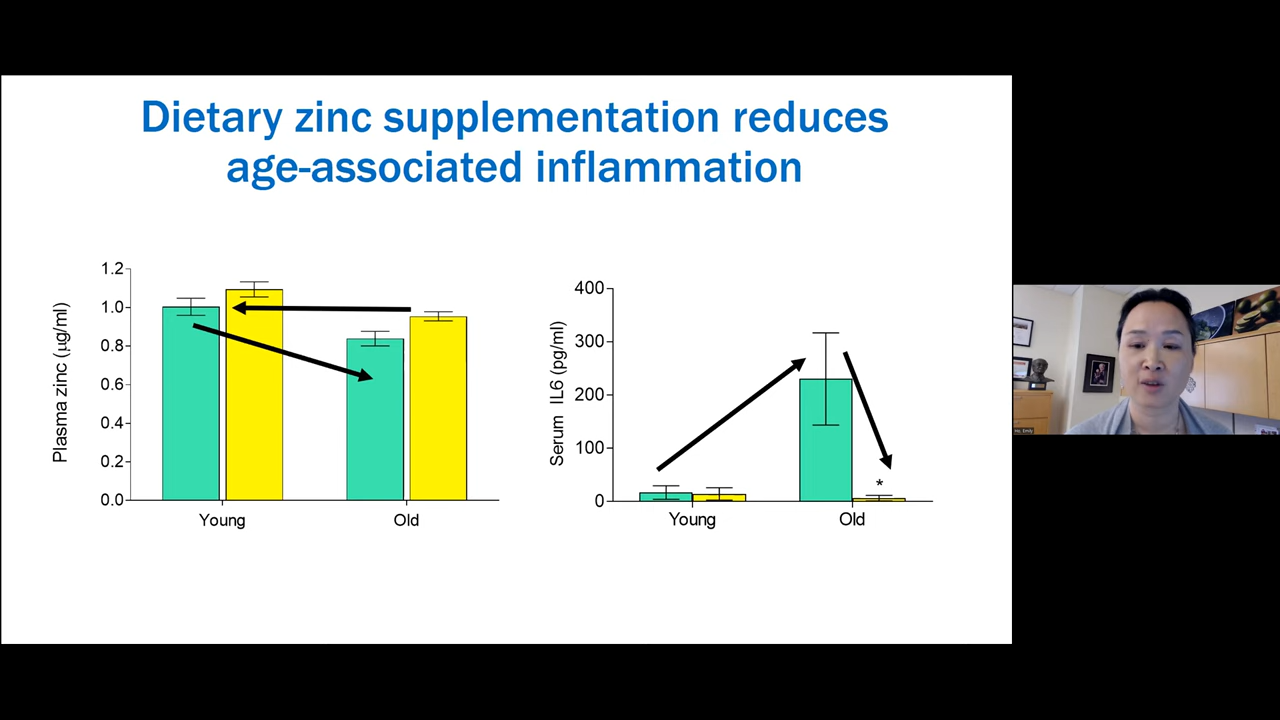 Dietary zinc supplementation reduces
age-associated inflammation
Plasma zinc (µg/ml)
1.2
1.0
0.8
0.6
0.4
0.2
0.0
Young
Old
Serum IL6 (pg/ml)
400
300
200
100
0
*
Young
Old
Ho, Emily